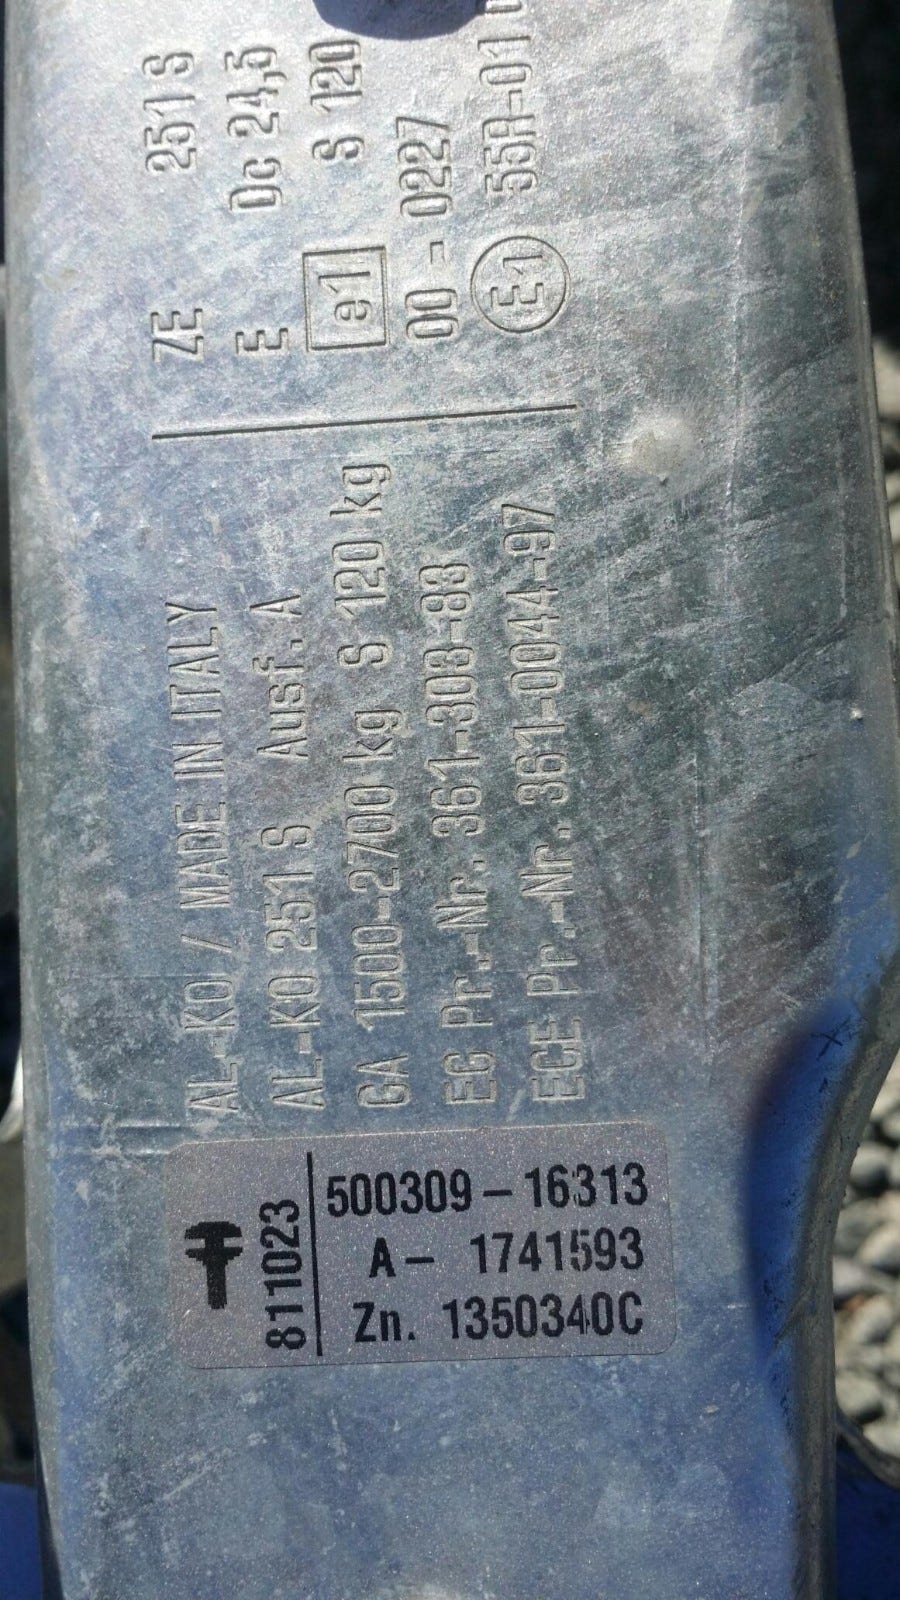 AL-KO / MADE IN ITALY
AL-KO 251 S Ausf. A
GA 1500-2700 kg S 120 kg
EG Pr.-Nr. 361-303-83
ECE Pr.-Nr. 361-0044-97
ZE 251 S
E Dc 24,5
e1 S 120
00 - 0227
E1 55R-01
811023
500309 - 16313
A - 1741593
Zn. 1350340C